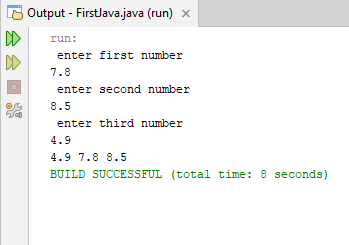 Output - FirstJava.java (run) ×
run:
enter first number
7.8
enter second number
8.5
enter third number
4.9
4.9 7.8 8.5
BUILD SUCCESSFUL (total time: 8 seconds)